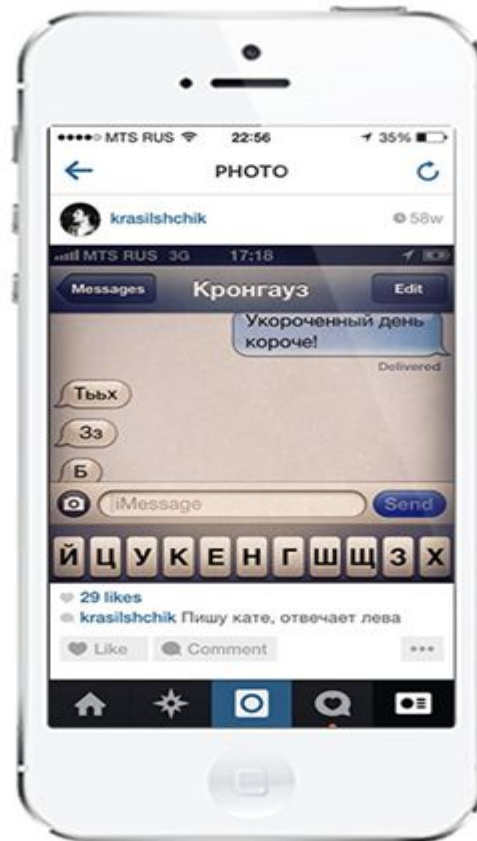 MTS RUS 22:56 35%
PHOTO
krasilshchik 58w
MTS RUS 3G 17:18
Messages Кронгауз Edit
Укороченный день
короче!
Delivered
Тььх
Зз
Б
iMessage Send
Й Ц У К Е Н Г Ш Щ З Х
29 likes
krasilshchik Пишу кате, отвечает лева
Like Comment